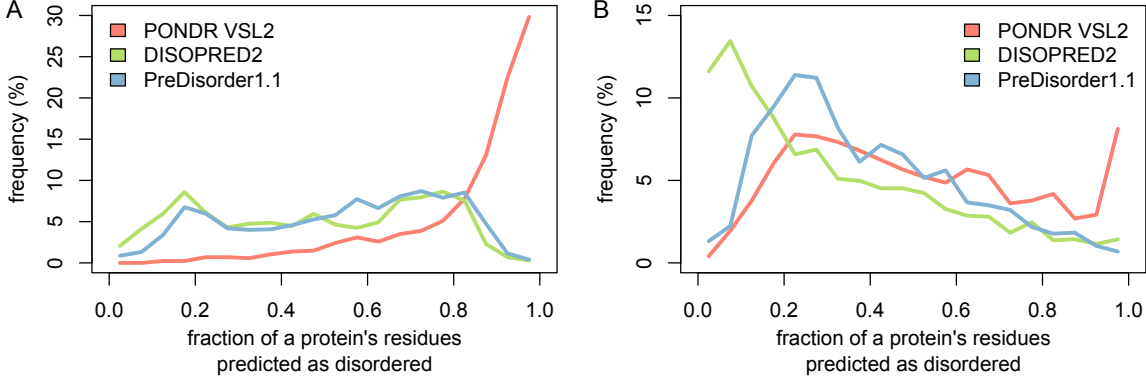 A
frequency (%)
0
5
10
15
20
25
30
PONDR VSL2
DISOPRED2
PreDisorder1.1
0.0 0.2 0.4 0.6 0.8 1.0
fraction of a protein's residues
predicted as disordered
B
frequency (%)
0
5
10
15
PONDR VSL2
DISOPRED2
PreDisorder1.1
0.0 0.2 0.4 0.6 0.8 1.0
fraction of a protein's residues
predicted as disordered